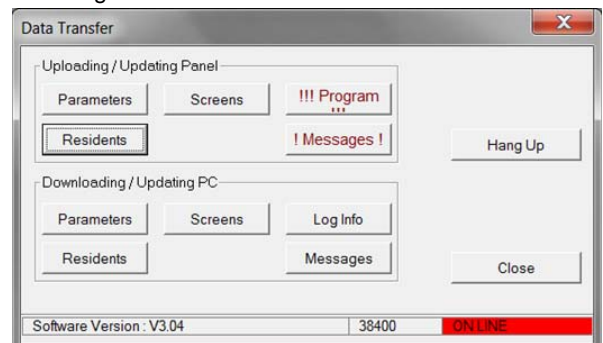 Data Transfer
Uploading / Updating Panel
Parameters
Screens
!!! Program
!!!
Residents
! Messages !
Hang Up
Downloading / Updating PC
Parameters
Screens
Log Info
Residents
Messages
Close
Software Version : V3.04
38400
ON LINE